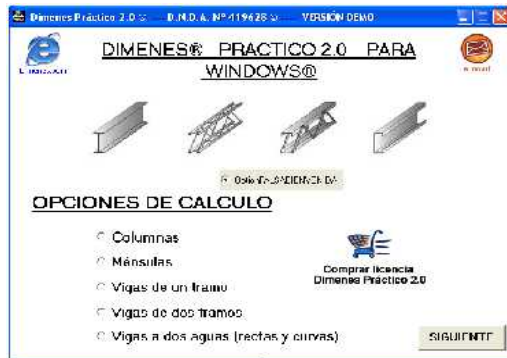 Dimenes Práctico 2.0 © D.N.D.A. Nº 419628 © VERSIÓN DEMO
DIMENES® PRACTICO 2.0 PARA
WINDOWS®
OPCIONES DE CALCULO
Columnas
Ménsulas
Vigas de un tramo
Vigas de dos tramos
Vigas a dos aguas (rectas y curvas)
Comprar licencia
Dimenes Práctico 2.0
SIGUIENTE